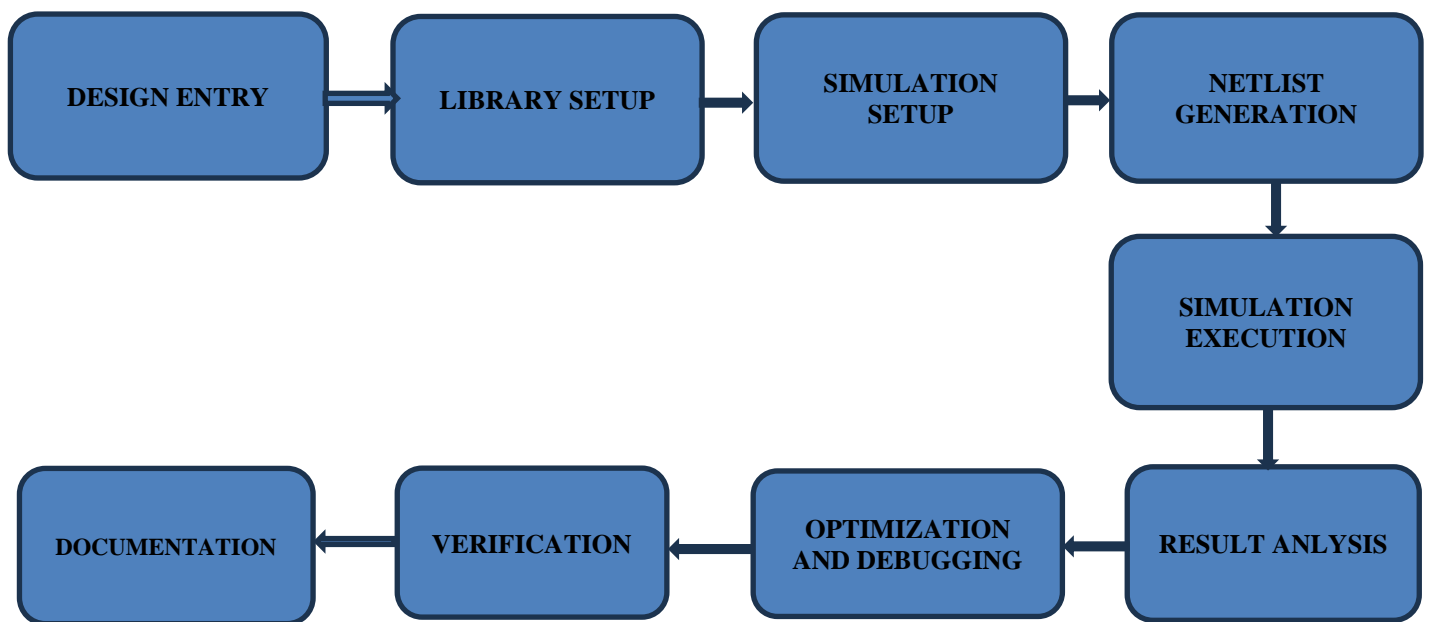 DESIGN ENTRY
LIBRARY SETUP
SIMULATION
SETUP
NETLIST
GENERATION
SIMULATION
EXECUTION
RESULT ANLYSIS
OPTIMIZATION
AND DEBUGGING
VERIFICATION
DOCUMENTATION